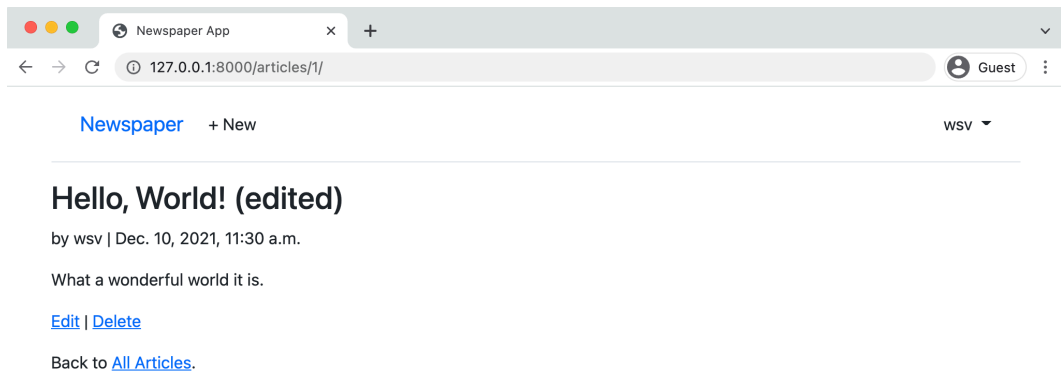 Newspaper App
127.0.0.1:8000/articles/1/
Guest
Newspaper + New wsv
Hello, World! (edited)
by wsv | Dec. 10, 2021, 11:30 a.m.
What a wonderful world it is.
Edit | Delete
Back to All Articles.